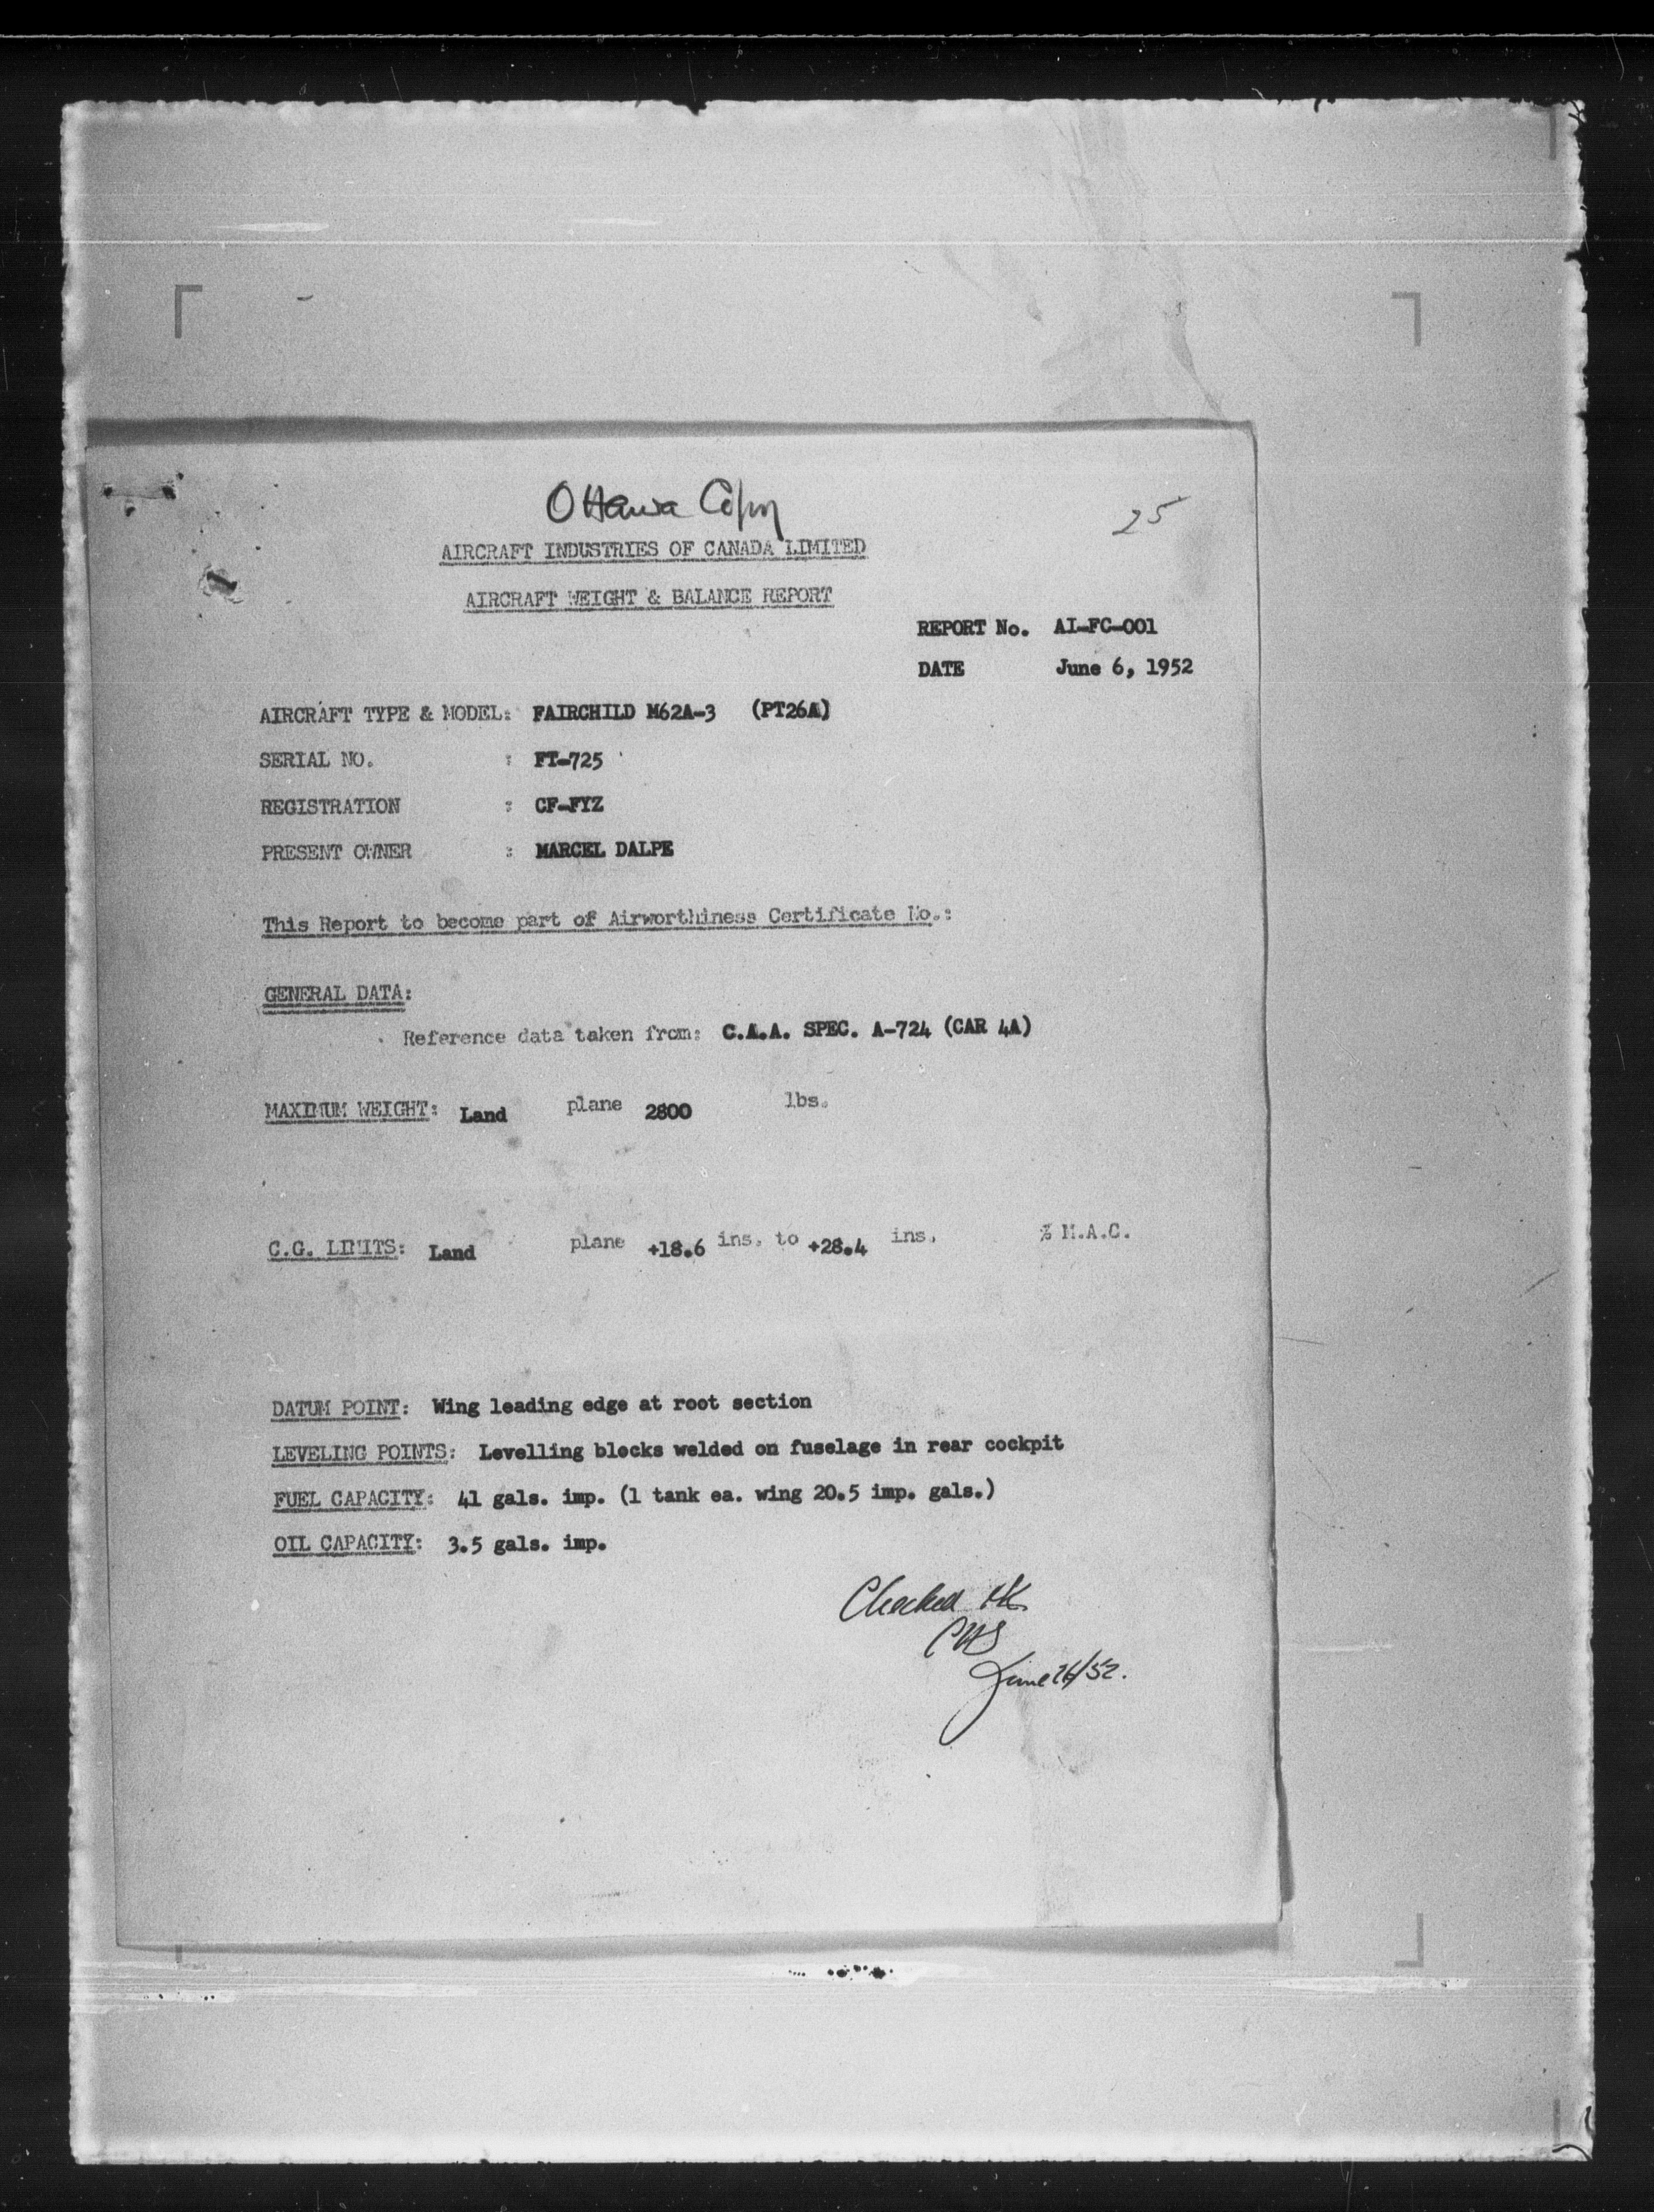 Ottawa Copy
25
AIRCRAFT INDUSTRIES OF CANADA LIMITED
AIRCRAFT WEIGHT & BALANCE REPORT
REPORT No. AI-FC-001
DATE June 6, 1952
AIRCRAFT TYPE & MODEL: FAIRCHILD M62A-3 (PT26A)
SERIAL NO. : FT-725
REGISTRATION : CF-FYZ
PRESENT OWNER : MARCEL DALPE
This Report to become part of Airworthiness Certificate No.:
GENERAL DATA:
Reference data taken from: C.A.A. SPEC. A-724 (CAR 4A)
MAXIMUM WEIGHT: Land plane 2800 lbs.
C.G. LIMITS: Land plane +18.6 ins. to +28.4 ins. % M.A.C.
DATUM POINT: Wing leading edge at root section
LEVELING POINTS: Levelling blocks welded on fuselage in rear cockpit
FUEL CAPACITY: 41 gals. imp. (1 tank ea. wing 20.5 imp. gals.)
OIL CAPACITY: 3.5 gals. imp.
Checked OK
June 26/52.